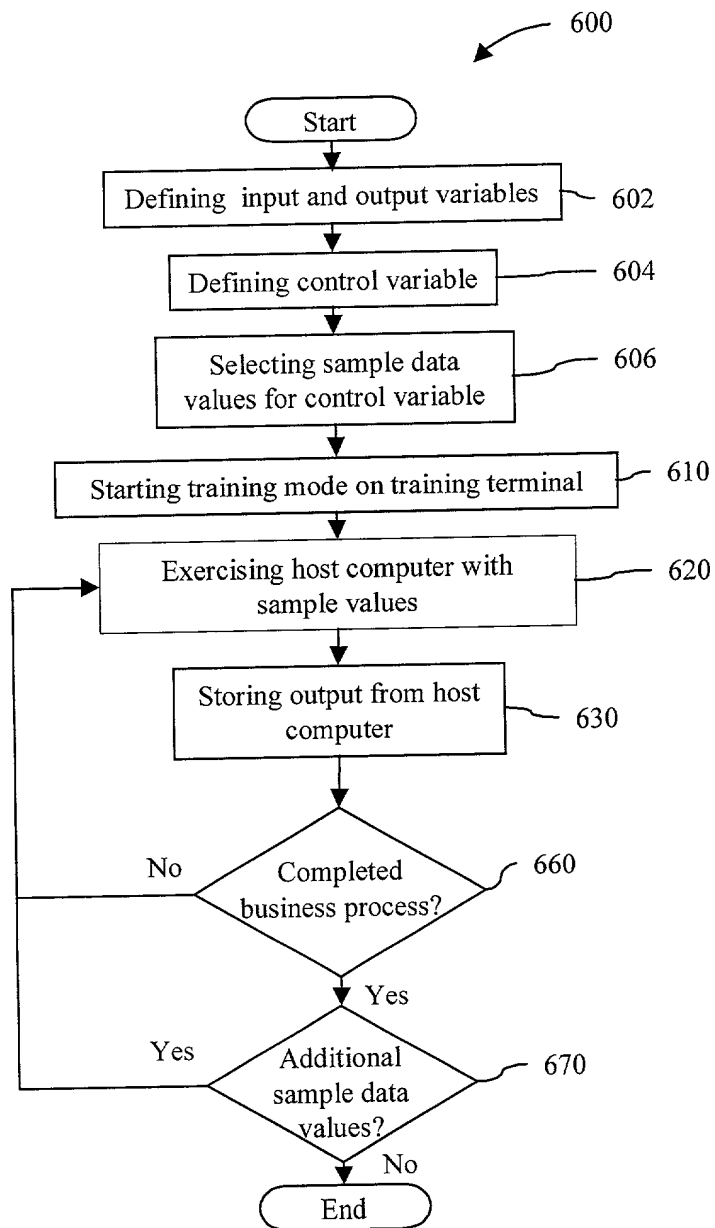 600
Start
Defining input and output variables
602
Defining control variable
604
Selecting sample data
values for control variable
606
Starting training mode on training terminal
610
Exercising host computer with
sample values
620
Storing output from host
computer
630
No
Completed
business process?
660
Yes
Yes
Additional
sample data
values?
670
No
End